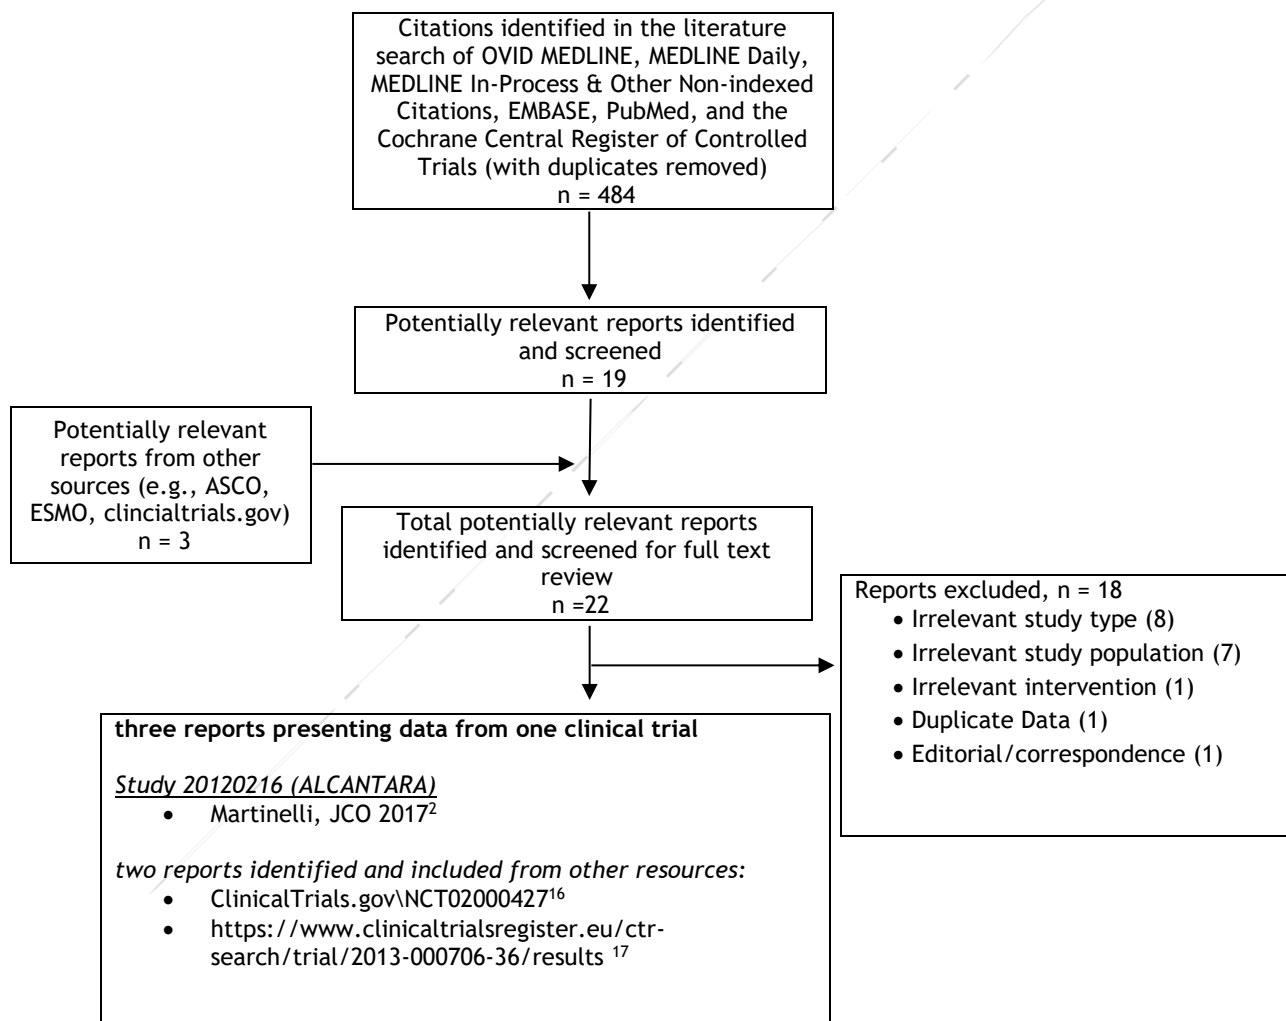 Citations identified in the literature
search of OVID MEDLINE, MEDLINE Daily,
MEDLINE In-Process & Other Non-indexed
Citations, EMBASE, PubMed, and the
Cochrane Central Register of Controlled
Trials (with duplicates removed)
n = 484
Potentially relevant reports identified
and screened
n = 19
Potentially relevant
reports from other
sources (e.g., ASCO,
ESMO, clincialtrials.gov)
n = 3
Total potentially relevant reports
identified and screened for full text
review
n =22
Reports excluded, n = 18
• Irrelevant study type (8)
• Irrelevant study population (7)
• Irrelevant intervention (1)
• Duplicate Data (1)
• Editorial/correspondence (1)
three reports presenting data from one clinical trial
Study 20120216 (ALCANTARA)
• Martinelli, JCO 2017²
two reports identified and included from other resources:
• ClinicalTrials.gov\NCT02000427¹⁶
• https://www.clinicaltrialsregister.eu/ctr-
search/trial/2013-000706-36/results ¹⁷